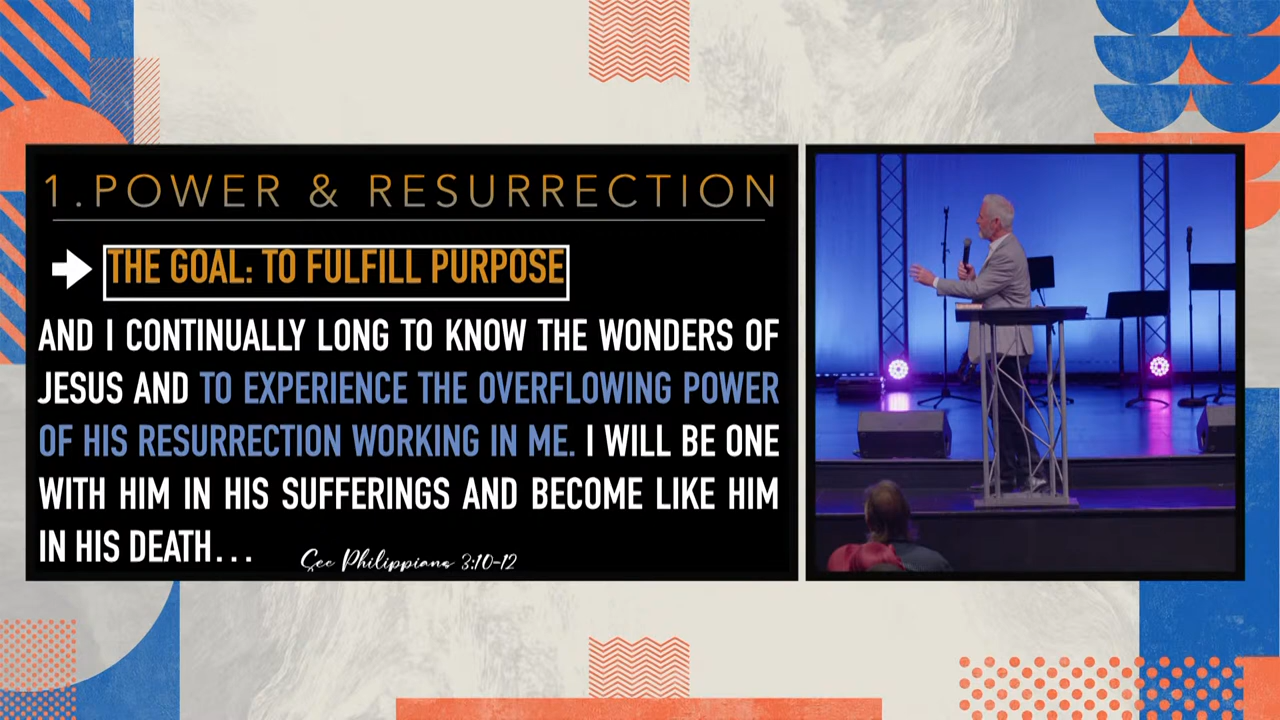 1.POWER & RESURRECTION
THE GOAL: TO FULFILL PURPOSE
AND I CONTINUALLY LONG TO KNOW THE WONDERS OF
JESUS AND TO EXPERIENCE THE OVERFLOWING POWER
OF HIS RESURRECTION WORKING IN ME. I WILL BE ONE
WITH HIM IN HIS SUFFERINGS AND BECOME LIKE HIM
IN HIS DEATH...
See Philippians 3:10-12